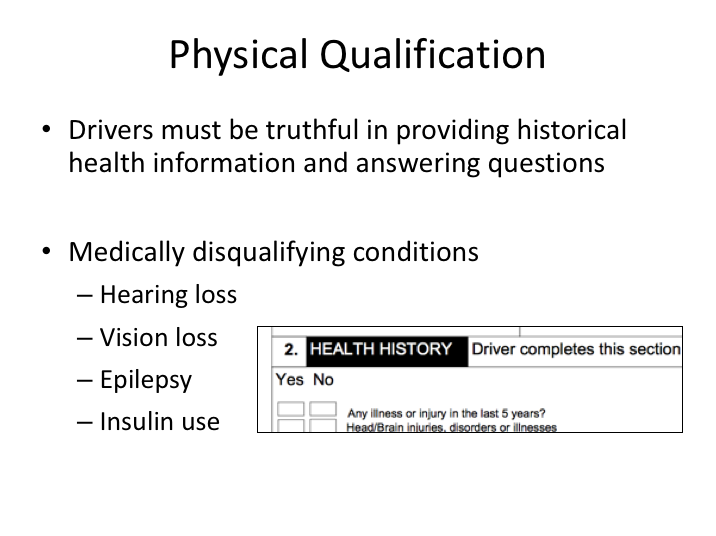 Physical Qualification
• Drivers must be truthful in providing historical
health information and answering questions
• Medically disqualifying conditions
– Hearing loss
– Vision loss
– Epilepsy
– Insulin use
2. HEALTH HISTORY Driver completes this section
Yes No
Any illness or injury in the last 5 years?
Head/Brain injuries, disorders or illnesses